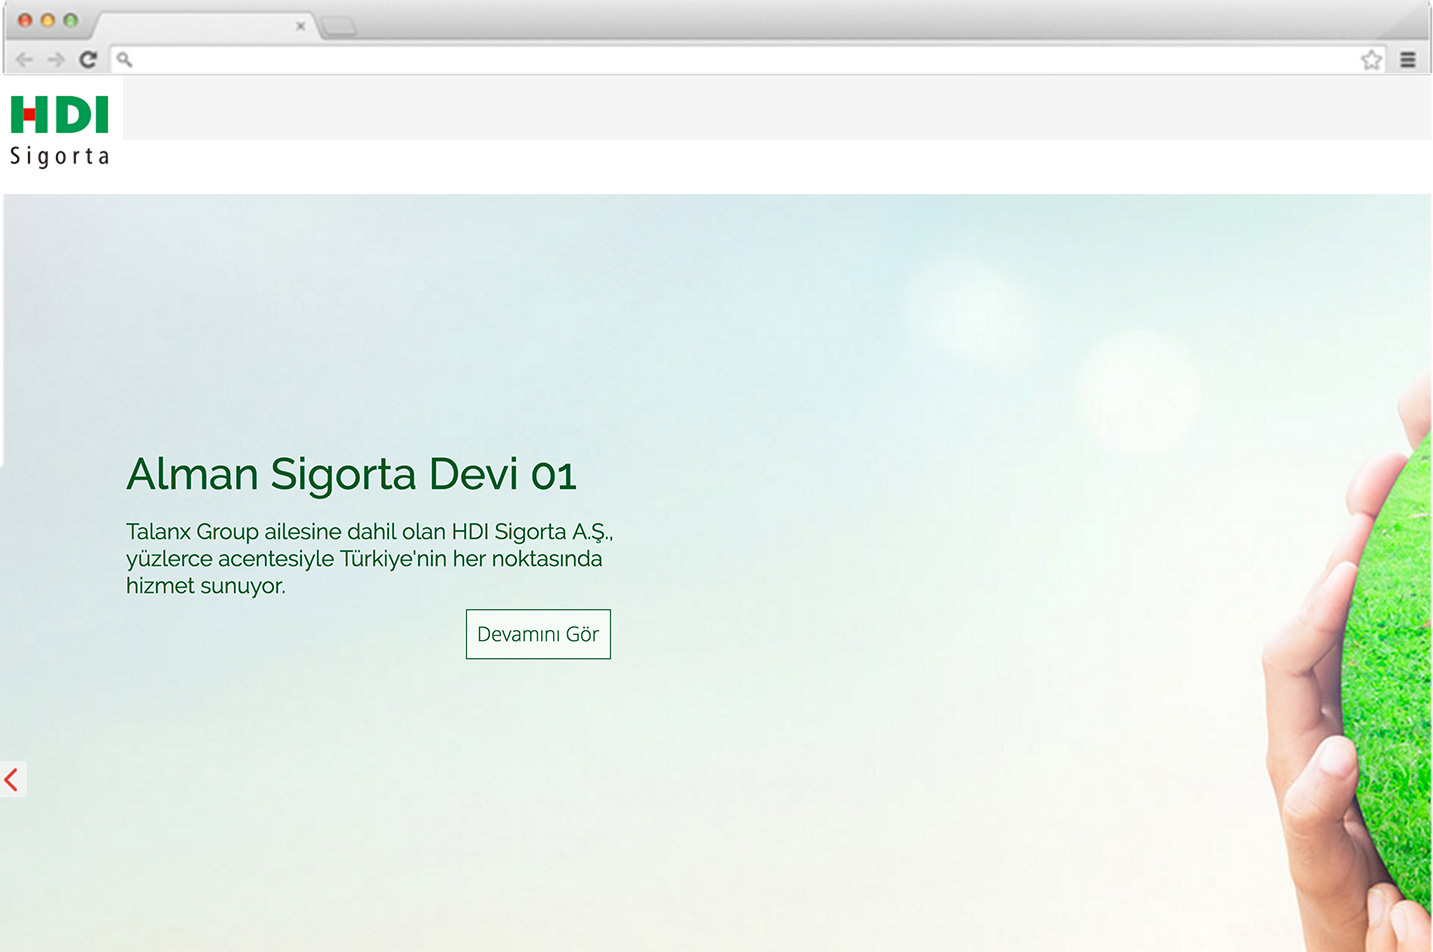 HDI
Sigorta
Alman Sigorta Devi 01
Talanx Group ailesine dahil olan HDI Sigorta A.Ş.,
yüzlerce acentesiyle Türkiye'nin her noktasında
hizmet sunuyor.
Devamını Gör